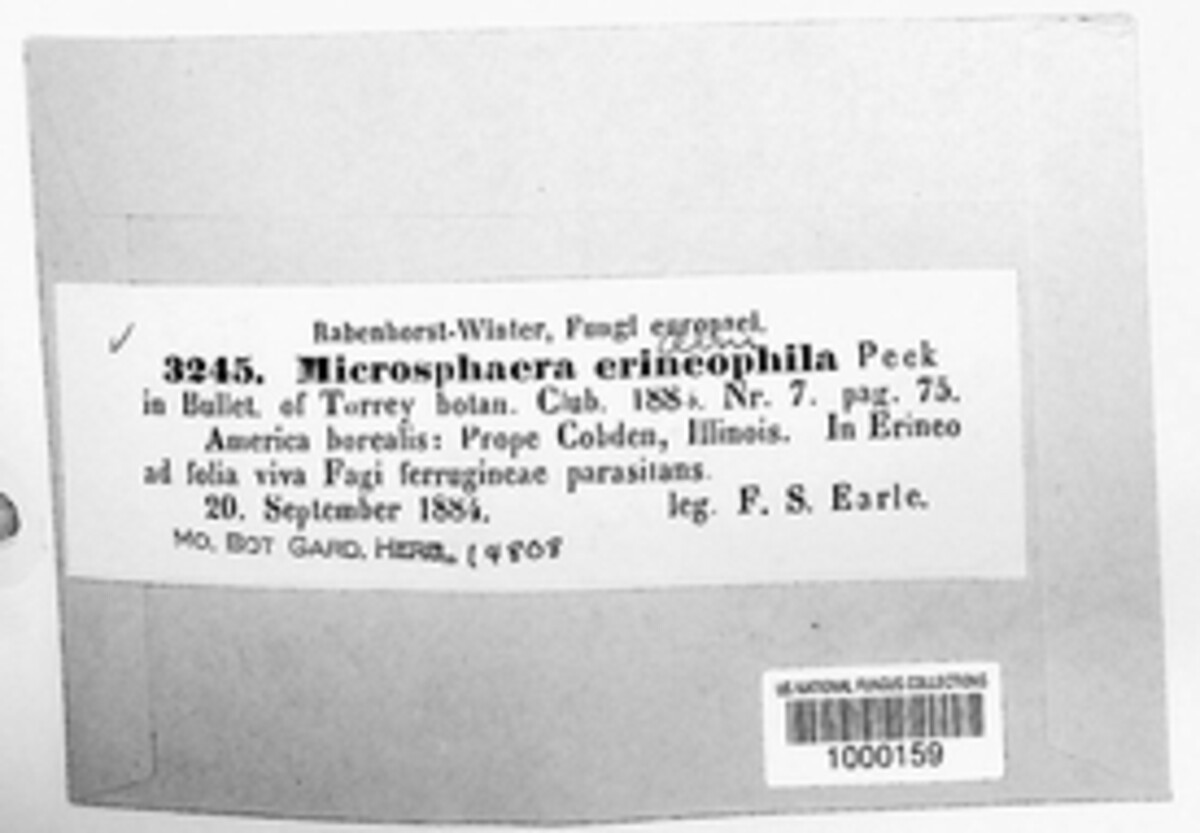 ✓
Rabenhorst-Winter, Fungi europaei.
3245. Microsphaera erineophila Peck
in Bullet. of Torrey botan. Club. Nr. 7. pag. 75.
America borealis: Prope Cobden, Illinois. In Erineo
ad folia viva Fagi ferrugineae parasitans.
20. September 1884. leg. F. S. Earle.
MO. BOT GARD. HERB. 14808
US NATIONAL FUNGUS COLLECTIONS
1000159